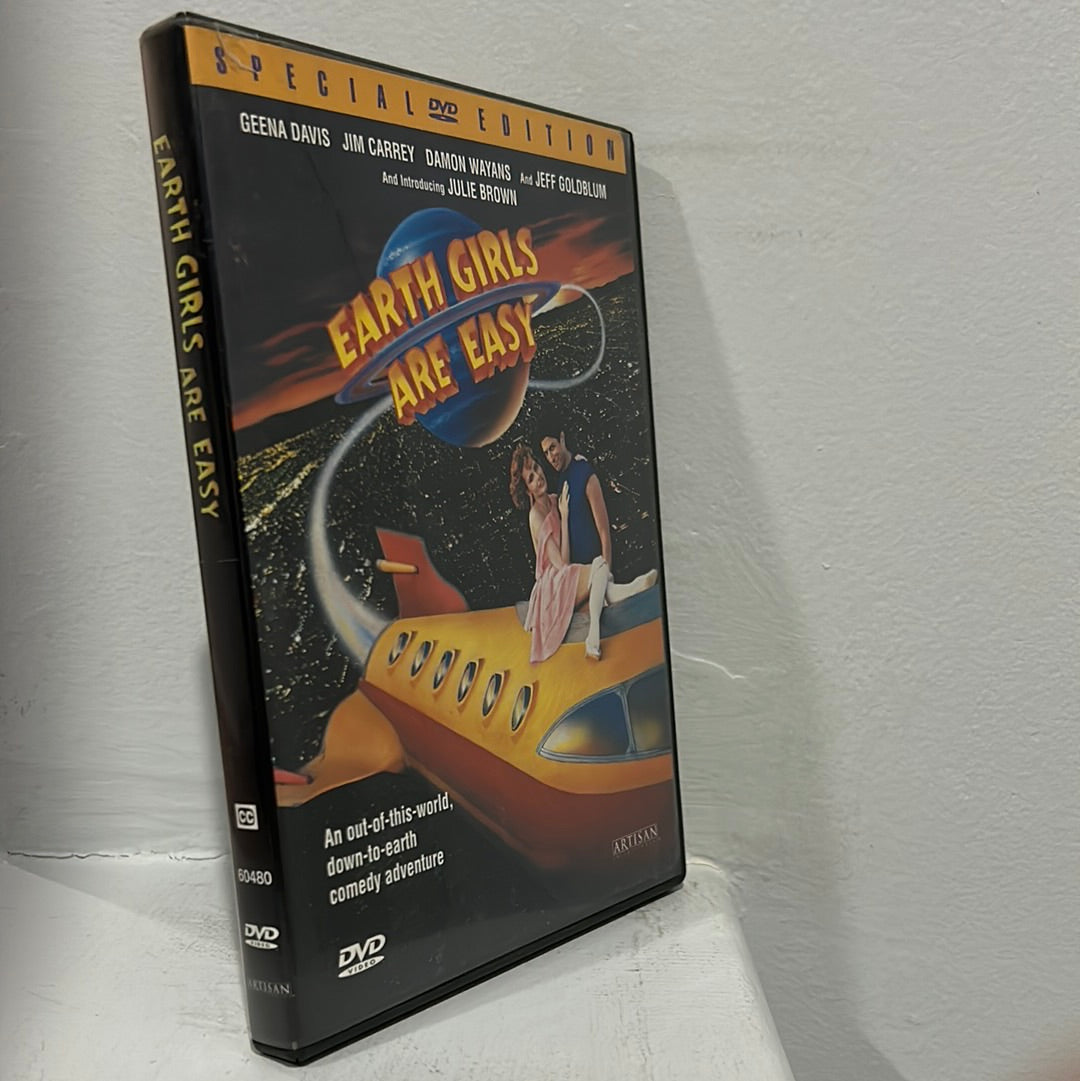 SPECIAL DVD EDITION
GEENA DAVIS JIM CARREY DAMON WAYANS And JEFF GOLDBLUM
And Introducing JULIE BROWN
EARTH GIRLS
ARE EASY
An out-of-this-world,
down-to-earth
comedy adventure
DVD
VIDEO
ARTISAN
EARTH GIRLS ARE EASY
CC
60480
DVD
VIDEO
ARTISAN